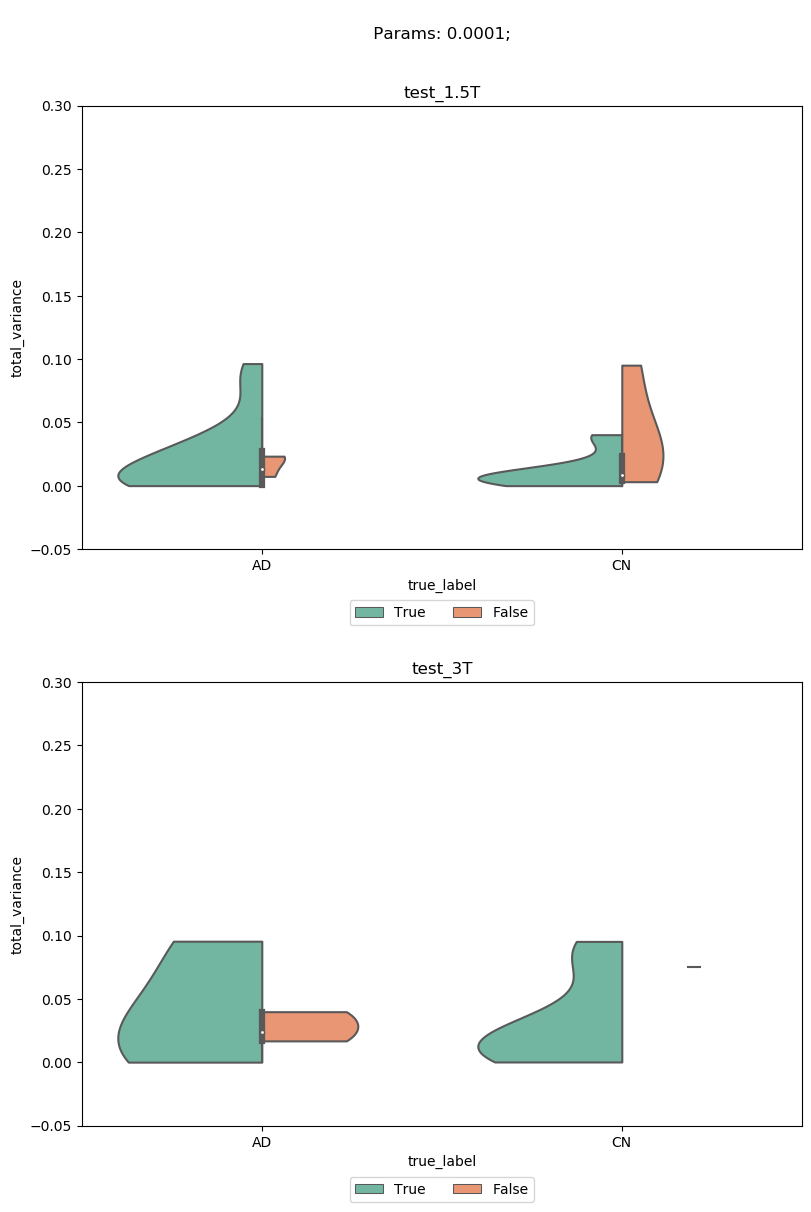 Params: 0.0001;
test_1.5T
0.30
0.25
0.20
0.15
0.10
0.05
0.00
−0.05
total_variance
AD CN
true_label
True False
test_3T
0.30
0.25
0.20
0.15
0.10
0.05
0.00
−0.05
total_variance
AD CN
true_label
True False